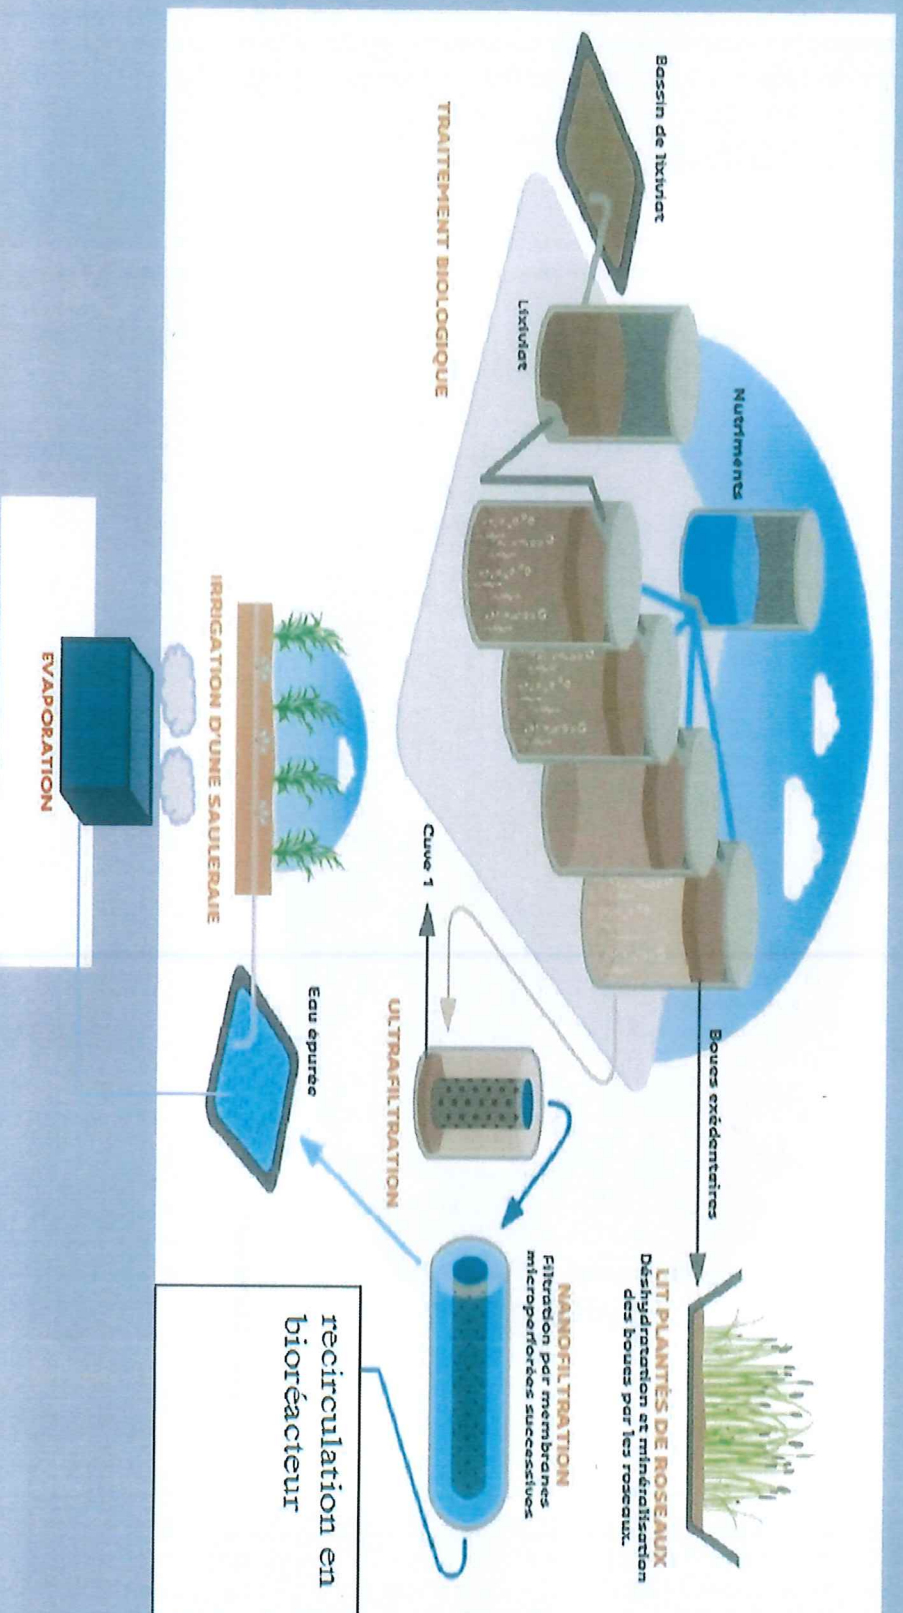 Bassin de lixiviat
Nutriments
Lixiviat
TRAITEMENT BIOLOGIQUE
Boues exédentaires
LIT PLANTÉS DE ROSEAUX
Déshydratation et minéralisation
des boues par les roseaux.
Cuve 1
ULTRAFILTRATION
NANOFILTRATION
Filtration par membranes
microperforées successives
Eau épurée
IRRIGATION D'UNE SAULERAIE
recirculation en
bioréacteur
EVAPORATION